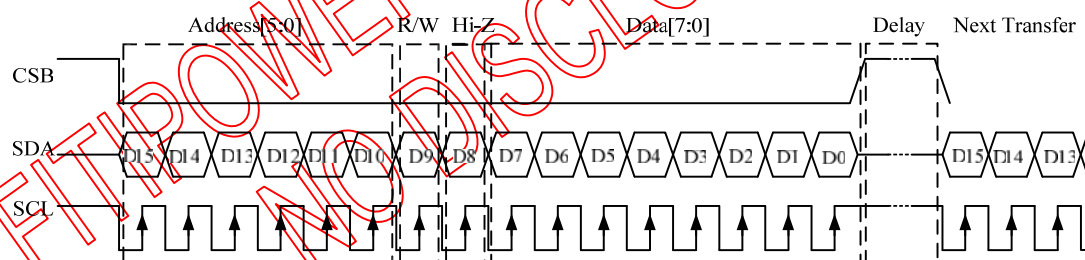 Address[5:0] R/W Hi-Z Data[7:0] Delay Next Transfer
CSB
SDA D15 D14 D13 D12 D11 D10 D9 D8 D7 D6 D5 D4 D3 D2 D1 D0 D15 D14 D13
SCL
FITIPOWER
NO DISCLO